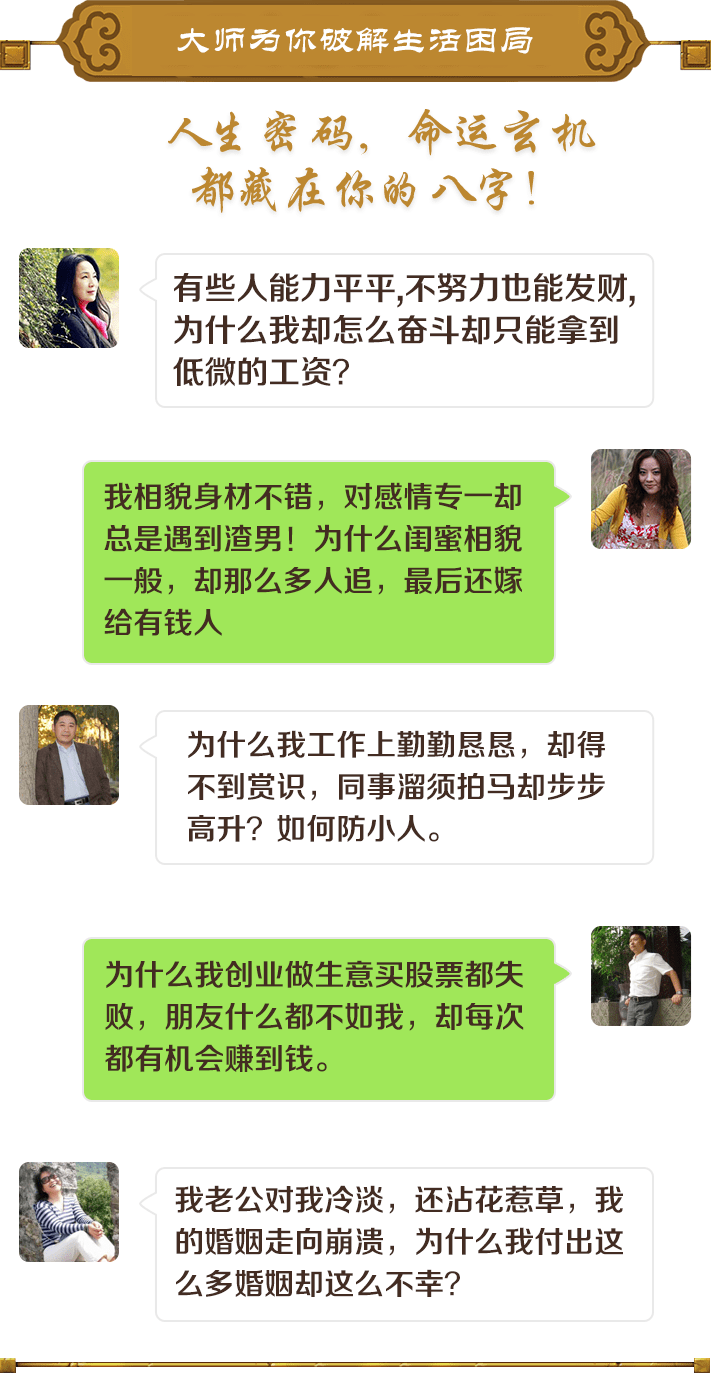 大师为你破解生活困局
人生密码，命运玄机
都藏在你的八字！
有些人能力平平,不努力也能发财,
为什么我却怎么奋斗却只能拿到
低微的工资？
我相貌身材不错，对感情专一却
总是遇到渣男！为什么闺蜜相貌
一般，却那么多人追，最后还嫁
给有钱人
为什么我工作上勤勤恳恳，却得
不到赏识，同事溜须拍马却步步
高升？如何防小人。
为什么我创业做生意买股票都失
败，朋友什么都不如我，却每次
都有机会赚到钱。
我老公对我冷淡，还沾花惹草，我
的婚姻走向崩溃，为什么我付出这
么多婚姻却这么不幸？